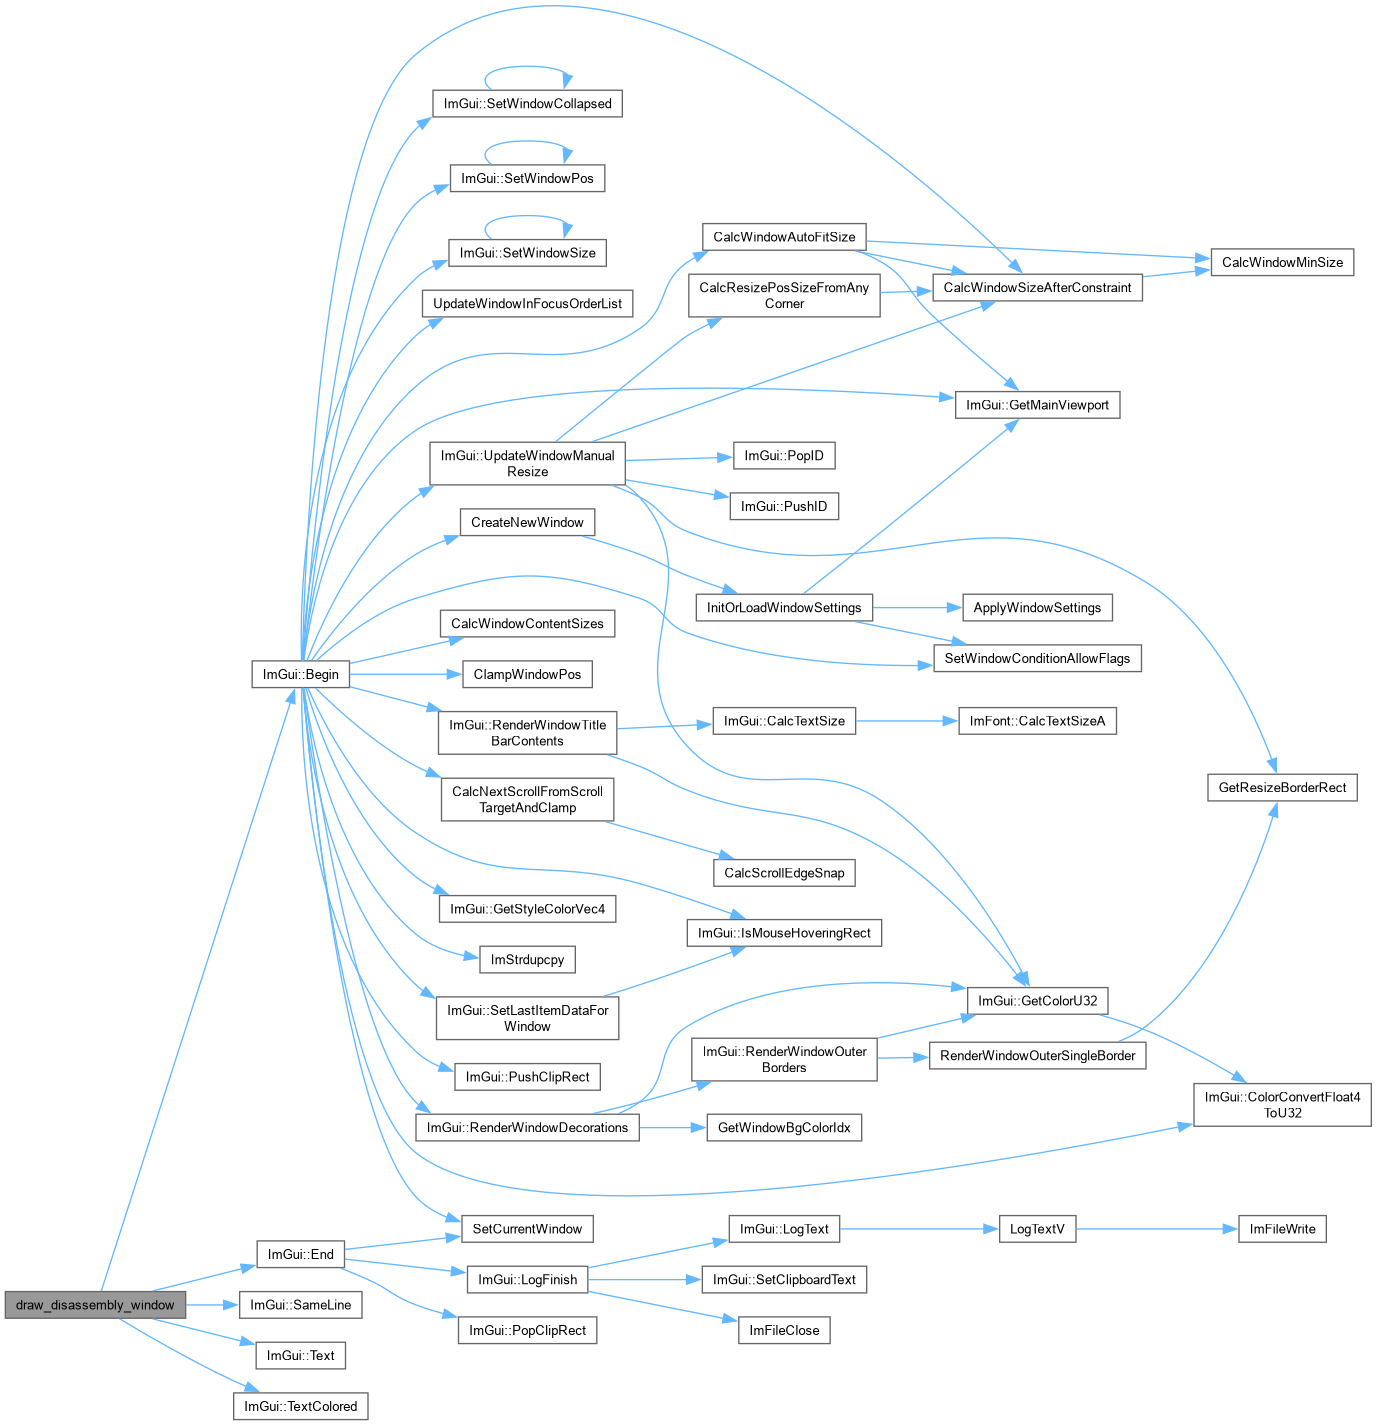 ImGui::SetWindowCollapsed
ImGui::SetWindowPos
ImGui::SetWindowSize
UpdateWindowInFocusOrderList
CalcWindowAutoFitSize
CalcResizePosSizeFromAny
Corner
CalcWindowSizeAfterConstraint
CalcWindowMinSize
ImGui::GetMainViewport
ImGui::UpdateWindowManual
Resize
ImGui::PopID
ImGui::PushID
CreateNewWindow
InitOrLoadWindowSettings
ApplyWindowSettings
SetWindowConditionAllowFlags
CalcWindowContentSizes
ImGui::Begin
ClampWindowPos
ImGui::RenderWindowTitle
BarContents
ImGui::CalcTextSize
ImFont::CalcTextSizeA
CalcNextScrollFromScroll
TargetAndClamp
GetResizeBorderRect
CalcScrollEdgeSnap
ImGui::GetStyleColorVec4
ImGui::IsMouseHoveringRect
ImStrdupcpy
ImGui::SetLastItemDataFor
Window
ImGui::GetColorU32
ImGui::RenderWindowOuter
Borders
RenderWindowOuterSingleBorder
ImGui::PushClipRect
ImGui::ColorConvertFloat4
ToU32
ImGui::RenderWindowDecorations
GetWindowBgColorIdx
SetCurrentWindow
ImGui::LogText
LogTextV
ImFileWrite
ImGui::End
ImGui::LogFinish
ImGui::SetClipboardText
draw_disassembly_window
ImGui::SameLine
ImGui::PopClipRect
ImFileClose
ImGui::Text
ImGui::TextColored